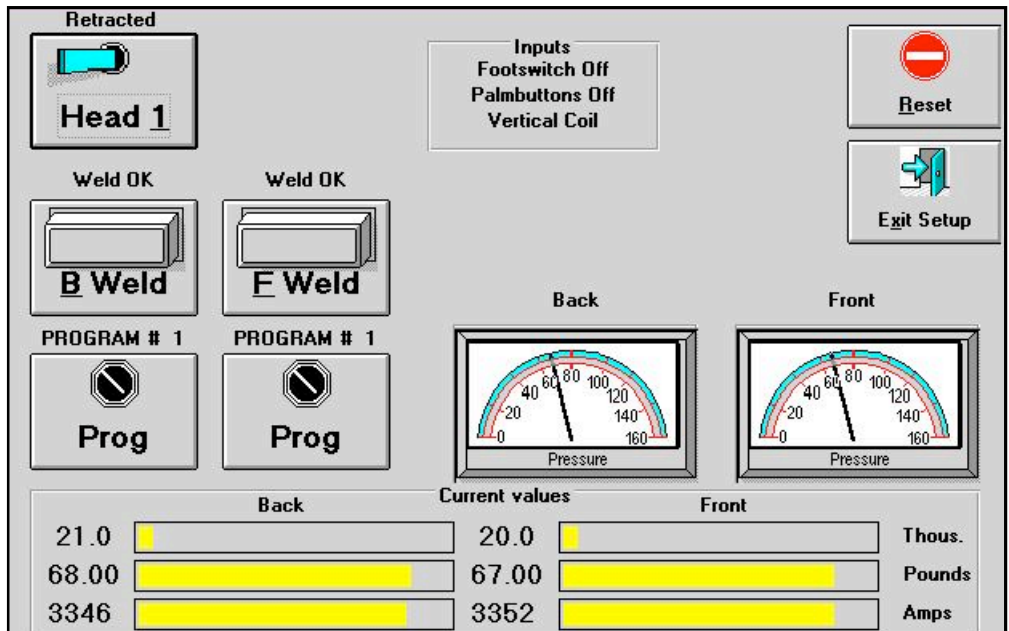 Retracted
Head 1
Inputs
Footswitch Off
Palmbuttons Off
Vertical Coil
Reset
Exit Setup
Weld OK
Weld OK
B Weld
F Weld
PROGRAM # 1
PROGRAM # 1
Prog
Prog
Back
Front
0 20 40 60 80 100 120 140 160
Pressure
0 20 40 60 80 100 120 140 160
Pressure
Current values
Back
Front
21.0 20.0 Thous.
68.00 67.00 Pounds
3346 3352 Amps